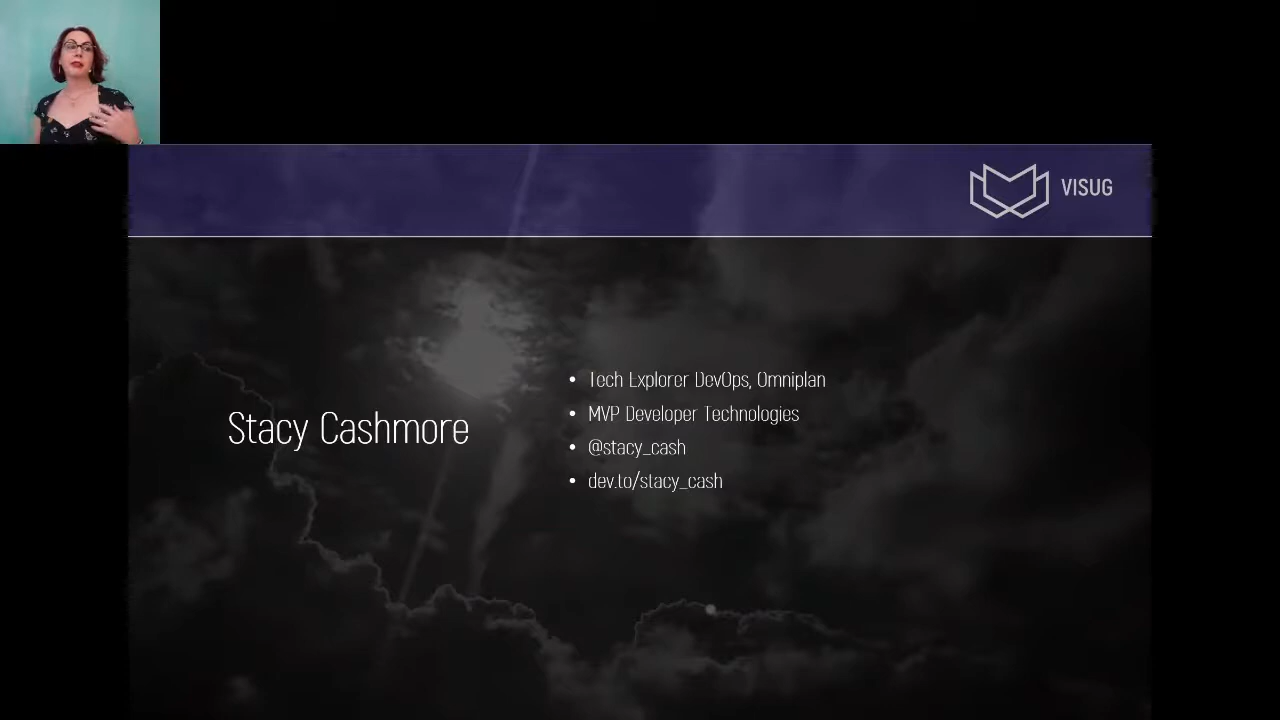 VISUG
Stacy Cashmore
Tech Explorer DevOps, Omniplan
MVP Developer Technologies
@stacy_cash
dev.to/stacy_cash